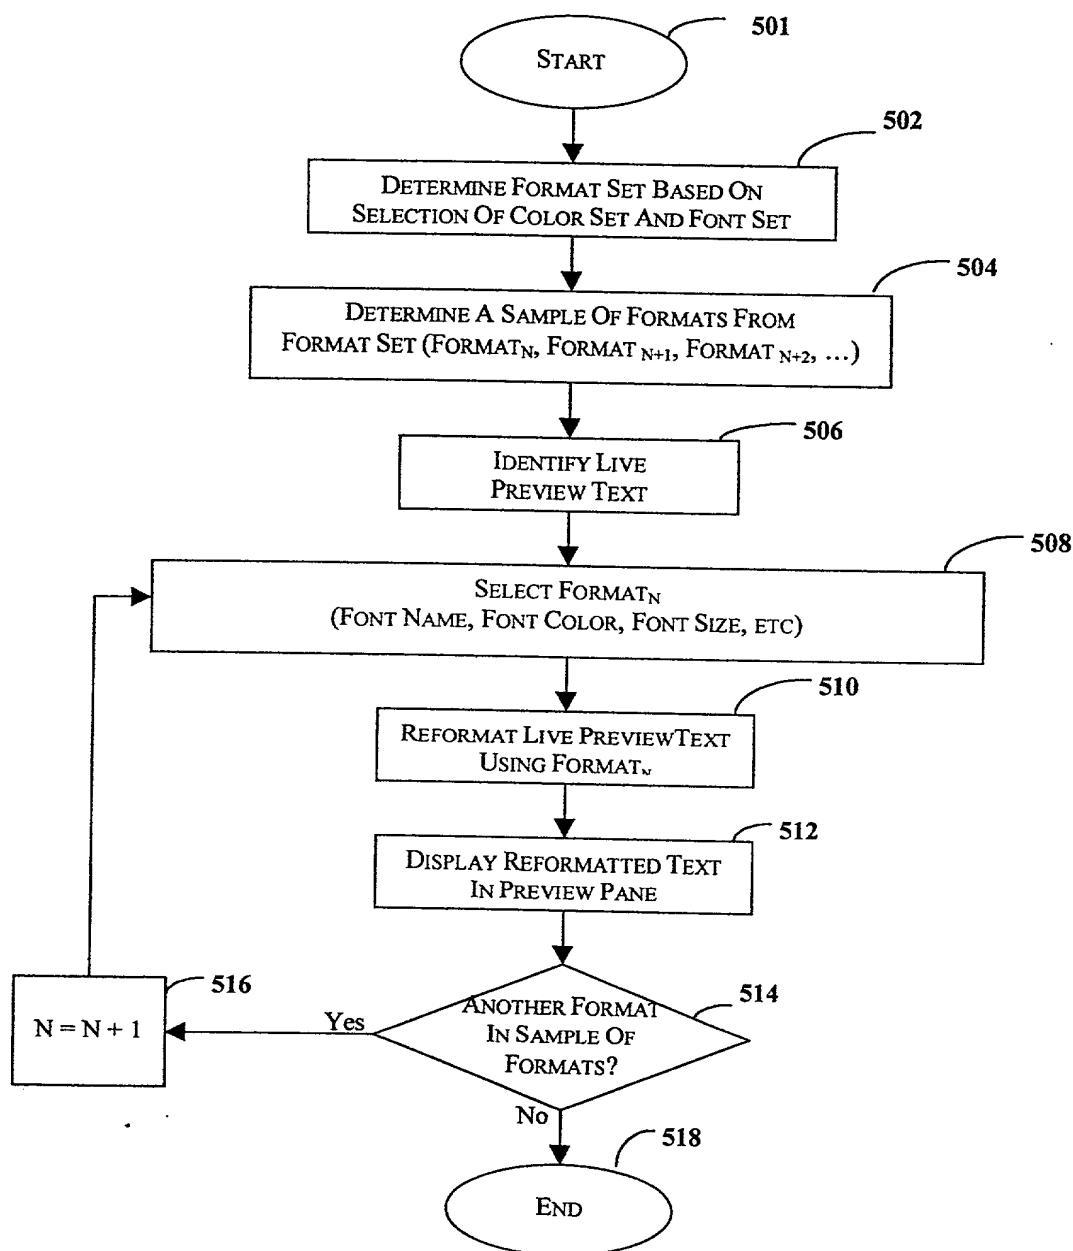 501
START
502
DETERMINE FORMAT SET BASED ON
SELECTION OF COLOR SET AND FONT SET
504
DETERMINE A SAMPLE OF FORMATS FROM
FORMAT SET (FORMATN, FORMAT N+1, FORMAT N+2, ...)
506
IDENTIFY LIVE
PREVIEW TEXT
508
SELECT FORMATN
(FONT NAME, FONT COLOR, FONT SIZE, ETC)
510
REFORMAT LIVE PREVIEWTEXT
USING FORMATN
512
DISPLAY REFORMATTED TEXT
IN PREVIEW PANE
514
ANOTHER FORMAT
IN SAMPLE OF
FORMATS?
Yes
516
N = N + 1
No
518
END